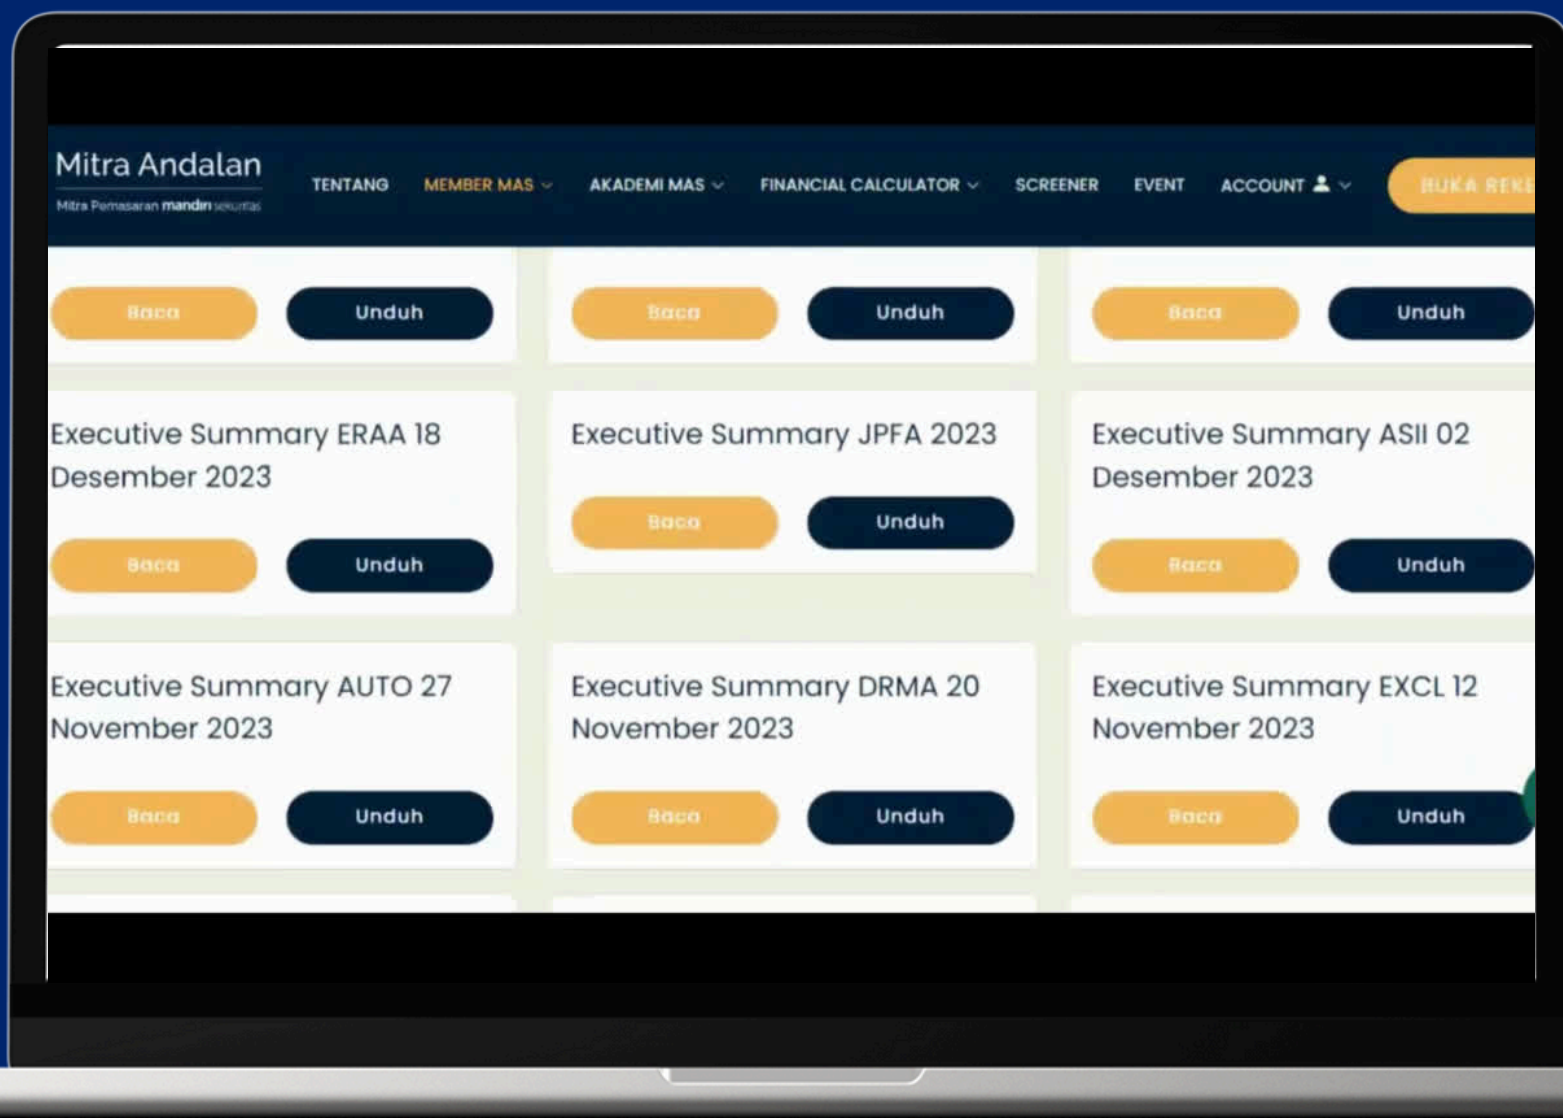 Mitra Andalan
Mitra Pemasaran mandiri sekuritas
TENTANG MEMBER MAS AKADEMI MAS FINANCIAL CALCULATOR SCREENER EVENT ACCOUNT BUKA REKE
Baca Unduh Baca Unduh Baca Unduh
Executive Summary ERAA 18
Desember 2023
Baca Unduh
Executive Summary JPFA 2023
Baca Unduh
Executive Summary ASII 02
Desember 2023
Baca Unduh
Executive Summary AUTO 27
November 2023
Baca Unduh
Executive Summary DRMA 20
November 2023
Baca Unduh
Executive Summary EXCL 12
November 2023
Baca Unduh